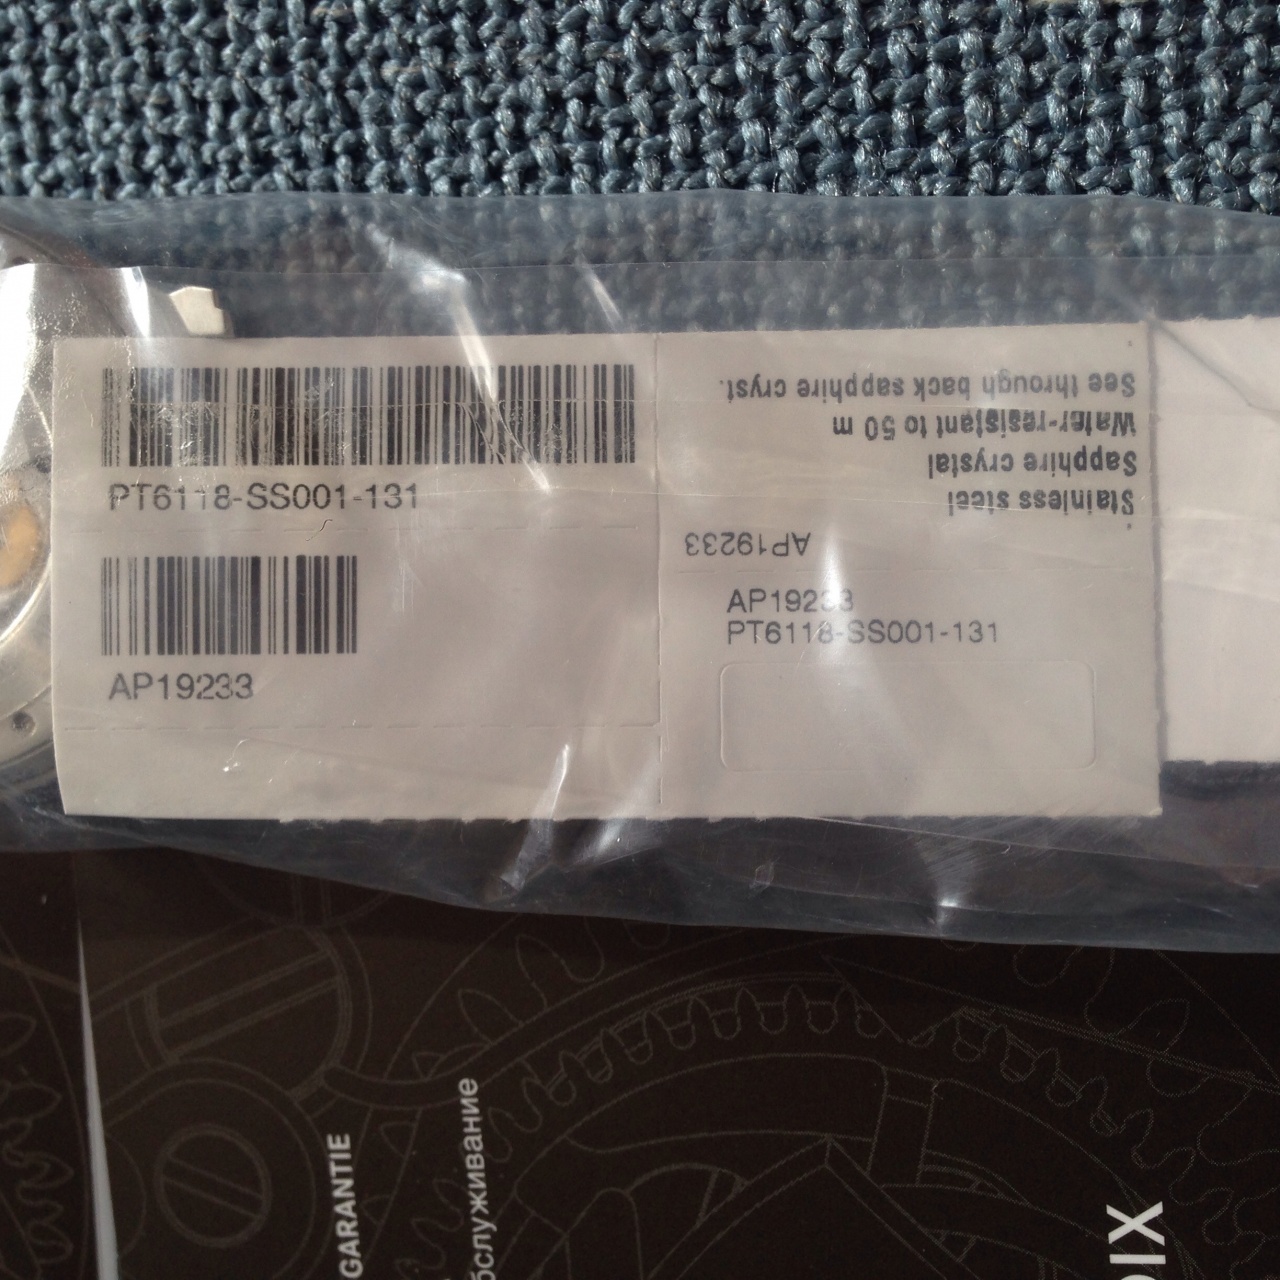 PT6118-SS001-131
AP19233
See through back sapphire cryst.
Water-resistant to 50 m
Sapphire crystal
Stainless steel
AP19233
AP19233
PT6118-SS001-131
GARANTIE